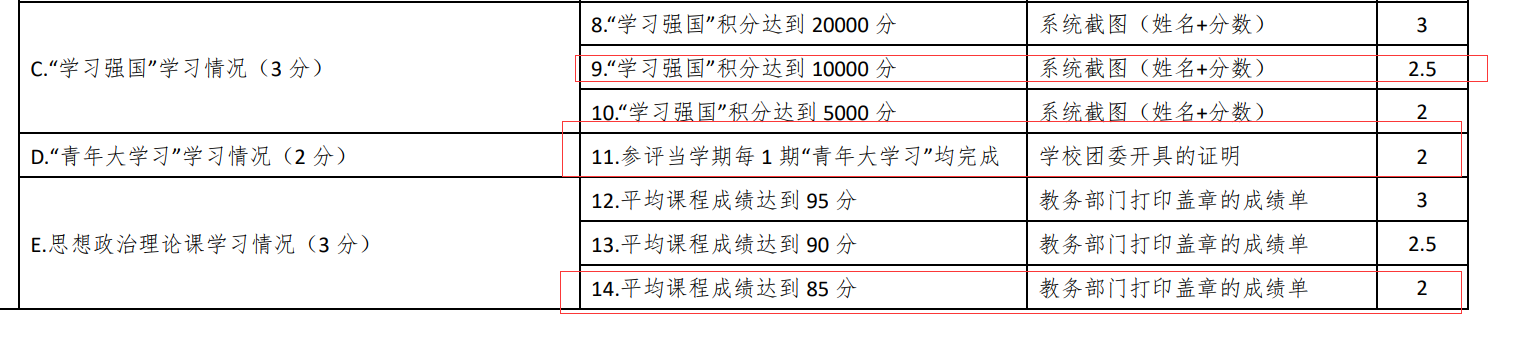 8.“学习强国”积分达到 20000 分 系统截图（姓名+分数） 3
C.“学习强国”学习情况（3 分） 9.“学习强国”积分达到 10000 分 系统截图（姓名+分数） 2.5
10.“学习强国”积分达到 5000 分 系统截图（姓名+分数） 2
D.“青年大学习”学习情况（2 分） 11.参评当学期每 1 期“青年大学习”均完成 学校团委开具的证明 2
12.平均课程成绩达到 95 分 教务部门打印盖章的成绩单 3
E.思想政治理论课学习情况（3 分） 13.平均课程成绩达到 90 分 教务部门打印盖章的成绩单 2.5
14.平均课程成绩达到 85 分 教务部门打印盖章的成绩单 2